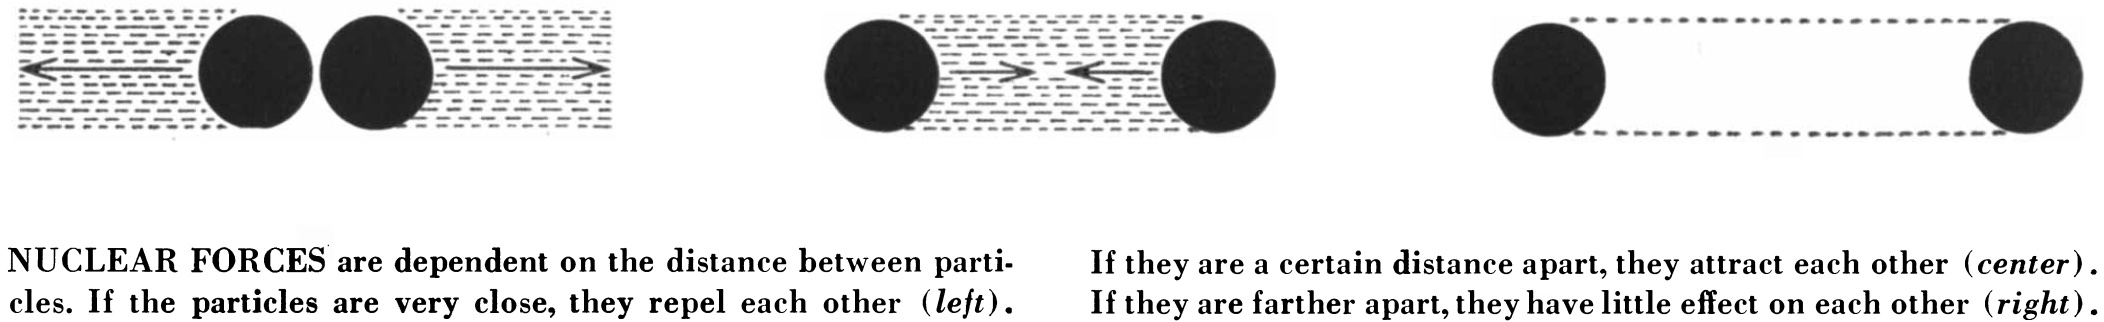 NUCLEAR FORCES are dependent on the distance between parti-
cles. If the particles are very close, they repel each other (left).
If they are a certain distance apart, they attract each other (center).
If they are farther apart, they have little effect on each other (right).